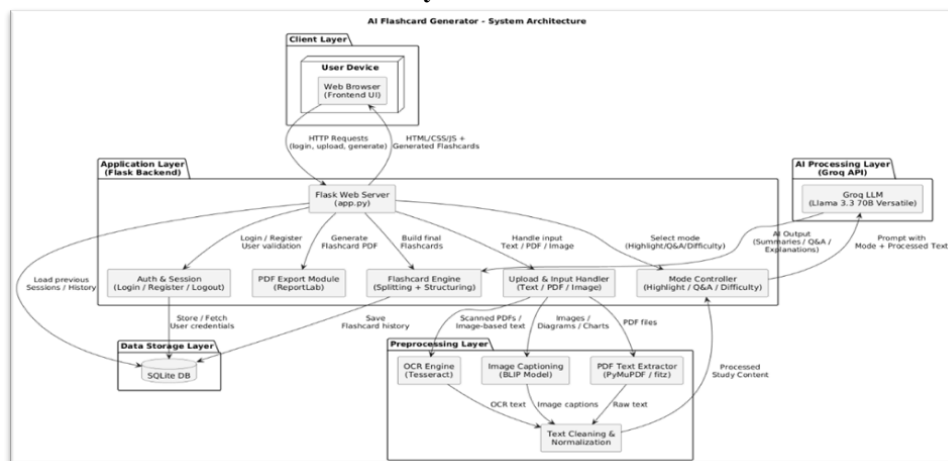 AI Flashcard Generator - System Architecture
Client Layer
User Device
Web Browser
(Frontend UI)
HTTP Requests
(login, upload, generate)
HTML/CSS/JS +
Generated Flashcards
Application Layer
(Flask Backend)
AI Processing Layer
(Groq API)
Flask Web Server
(app.py)
Groq LLM
(Llama 3.3 70B Versatile)
Login / Register
User validation
Generate
Flashcard PDF
Build final
Flashcards
Handle input
Text / PDF / Image
Select mode
(Highlight/Q&A/Difficulty)
AI Output
(Summaries / Q&A /
Explanations)
Prompt with
Mode + Processed Text
Load previous
Sessions / History
Auth & Session
(Login / Register / Logout)
PDF Export Module
(ReportLab)
Flashcard Engine
(Splitting + Structuring)
Upload & Input Handler
(Text / PDF / Image)
Mode Controller
(Highlight / Q&A / Difficulty)
Store / Fetch
User credentials
Save
Flashcard history
Scanned PDFs /
Image-based text
Images /
Diagrams / Charts
PDF files
Data Storage Layer
SQLite DB
Preprocessing Layer
OCR Engine
(Tesseract)
Image Captioning
(BLIP Model)
PDF Text Extractor
(PyMuPDF / fitz)
Processed
Study Content
OCR text
Image captions
Raw text
Text Cleaning &
Normalization